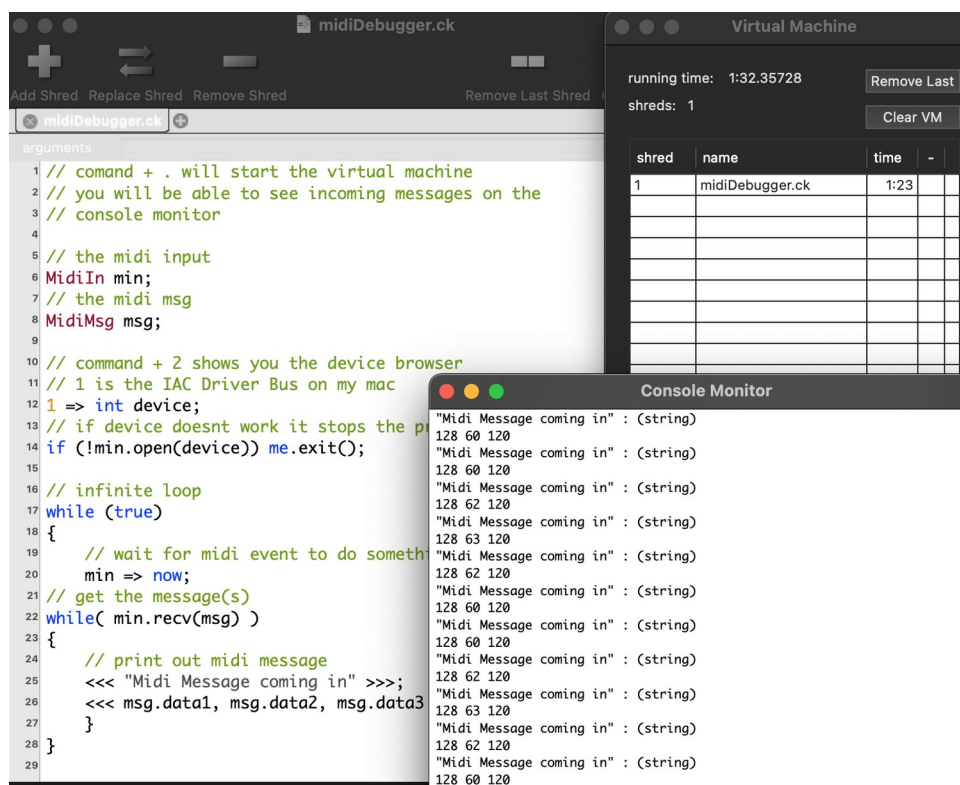 midiDebugger.ck
Add Shred Replace Shred Remove Shred Remove Last Shred
midiDebugger.ck
arguments
1 // comand + . will start the virtual machine
2 // you will be able to see incoming messages on the
3 // console monitor
4
5 // the midi input
6 MidiIn min;
7 // the midi msg
8 MidiMsg msg;
9
10 // command + 2 shows you the device browser
11 // 1 is the IAC Driver Bus on my mac
12 1 => int device;
13 // if device doesnt work it stops the
14 if (!min.open(device)) me.exit();
15
16 // infinite loop
17 while (true)
18 {
19 // wait for midi event to do
20 min => now;
21 // get the message(s)
22 while( min.recv(msg) )
23 {
24 // print out midi message
25 <<< "Midi Message coming in" >>>;
26 <<< msg.data1, msg.data2, msg.data3
27 }
28 }
29
Virtual Machine
running time: 1:32.35728
Remove Last
shreds: 1
Clear VM
shred name time -
1 midiDebugger.ck 1:23
Console Monitor
"Midi Message coming in" : (string)
128 60 120
"Midi Message coming in" : (string)
128 60 120
"Midi Message coming in" : (string)
128 62 120
"Midi Message coming in" : (string)
128 63 120
"Midi Message coming in" : (string)
128 62 120
"Midi Message coming in" : (string)
128 60 120
"Midi Message coming in" : (string)
128 60 120
"Midi Message coming in" : (string)
128 62 120
"Midi Message coming in" : (string)
128 63 120
"Midi Message coming in" : (string)
128 62 120
"Midi Message coming in" : (string)
128 60 120